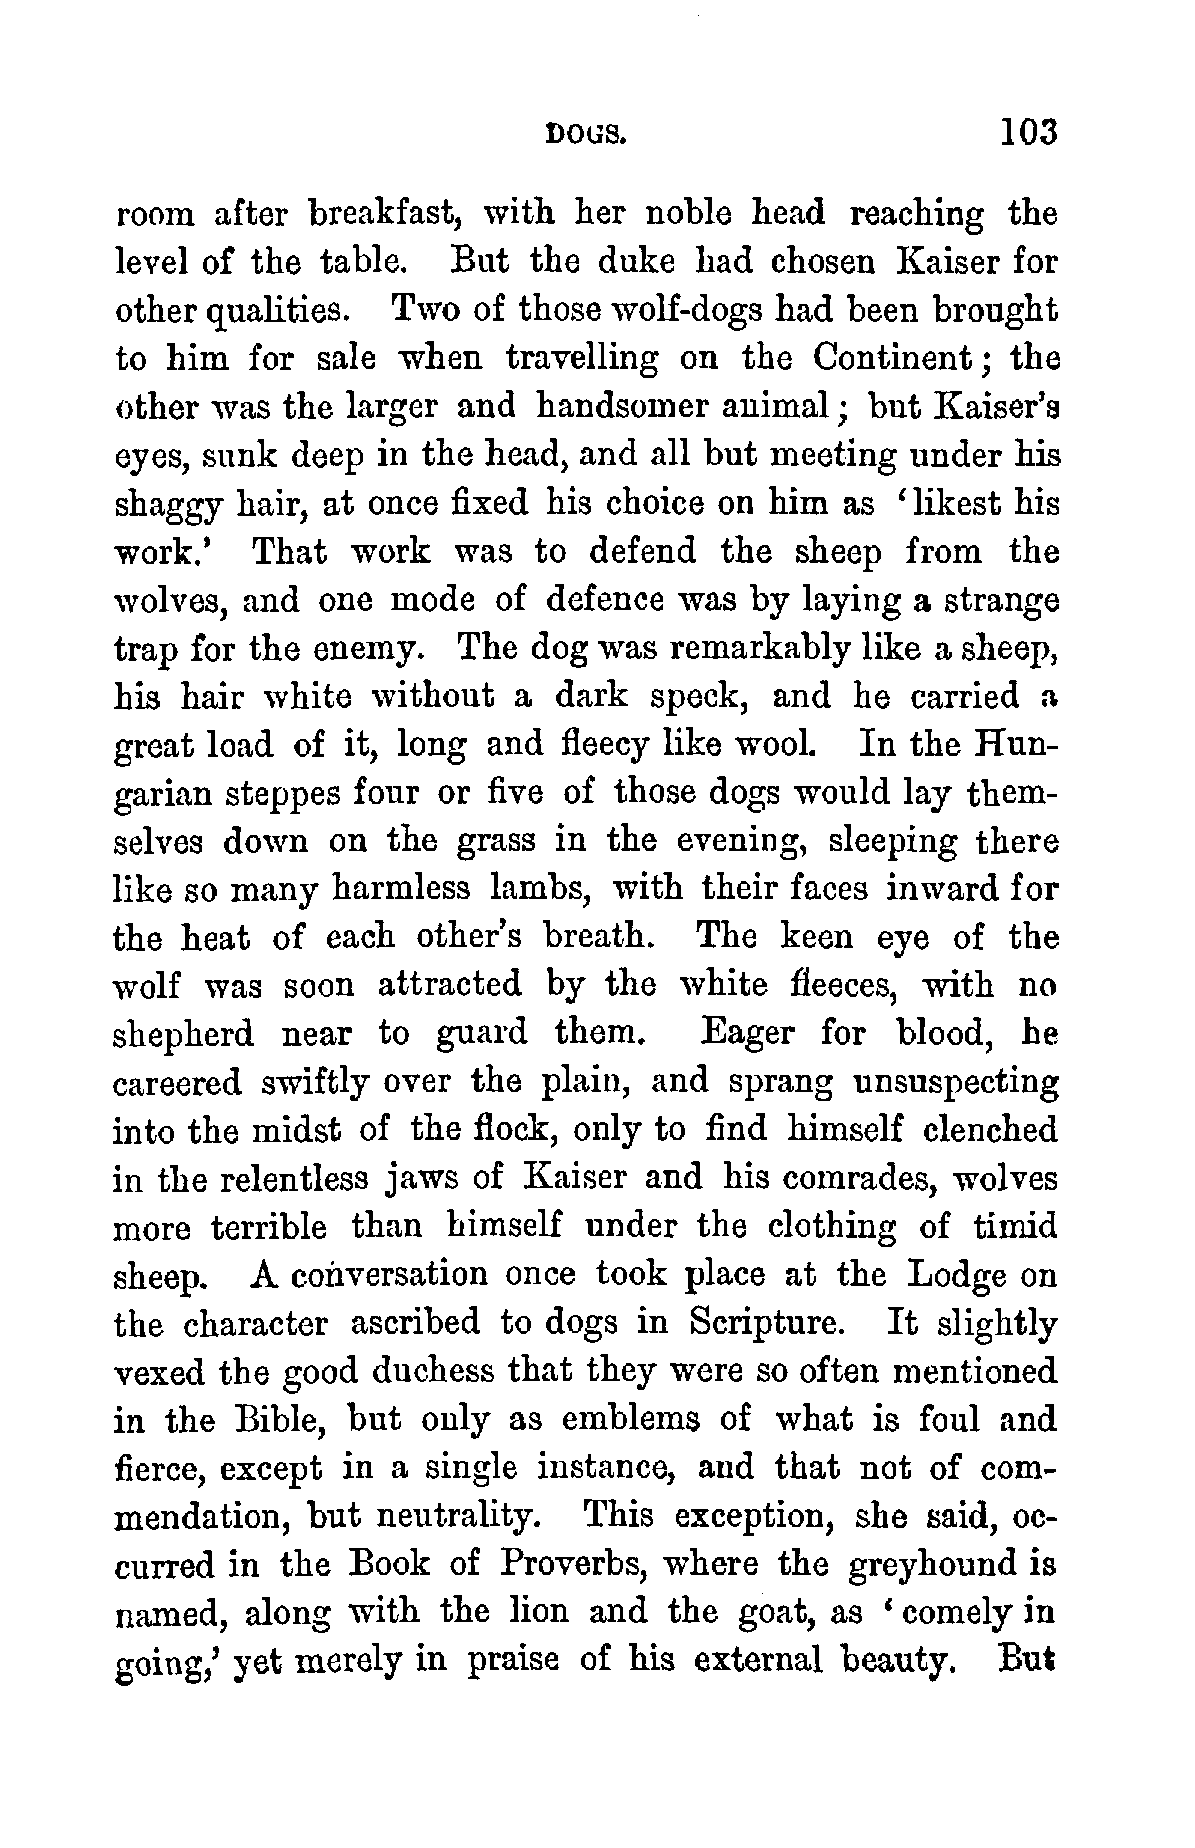 DOGS. 103
room after breakfast, with her noble head reaching the
level of the table. But the duke had chosen Kaiser for
other qualities. Two of those wolf-dogs had been brought
to him for sale when travelling on the Continent; the
other was the larger and handsomer animal; but Kaiser's
eyes, sunk deep in the head, and all but meeting under his
shaggy hair, at once fixed his choice on him as 'likest his
work.' That work was to defend the sheep from the
wolves, and one mode of defence was by laying a strange
trap for the enemy. The dog was remarkably like a sheep,
his hair white without a dark speck, and he carried a
great load of it, long and fleecy like wool. In the Hun-
garian steppes four or five of those dogs would lay them-
selves down on the grass in the evening, sleeping there
like so many harmless lambs, with their faces inward for
the heat of each other's breath. The keen eye of the
wolf was soon attracted by the white fleeces, with no
shepherd near to guard them. Eager for blood, he
careered swiftly over the plain, and sprang unsuspecting
into the midst of the flock, only to find himself clenched
in the relentless jaws of Kaiser and his comrades, wolves
more terrible than himself under the clothing of timid
sheep. A conversation once took place at the Lodge on
the character ascribed to dogs in Scripture. It slightly
vexed the good duchess that they were so often mentioned
in the Bible, but only as emblems of what is foul and
fierce, except in a single instance, and that not of com-
mendation, but neutrality. This exception, she said, oc-
curred in the Book of Proverbs, where the greyhound is
named, along with the lion and the goat, as 'comely in
going,' yet merely in praise of his external beauty. But